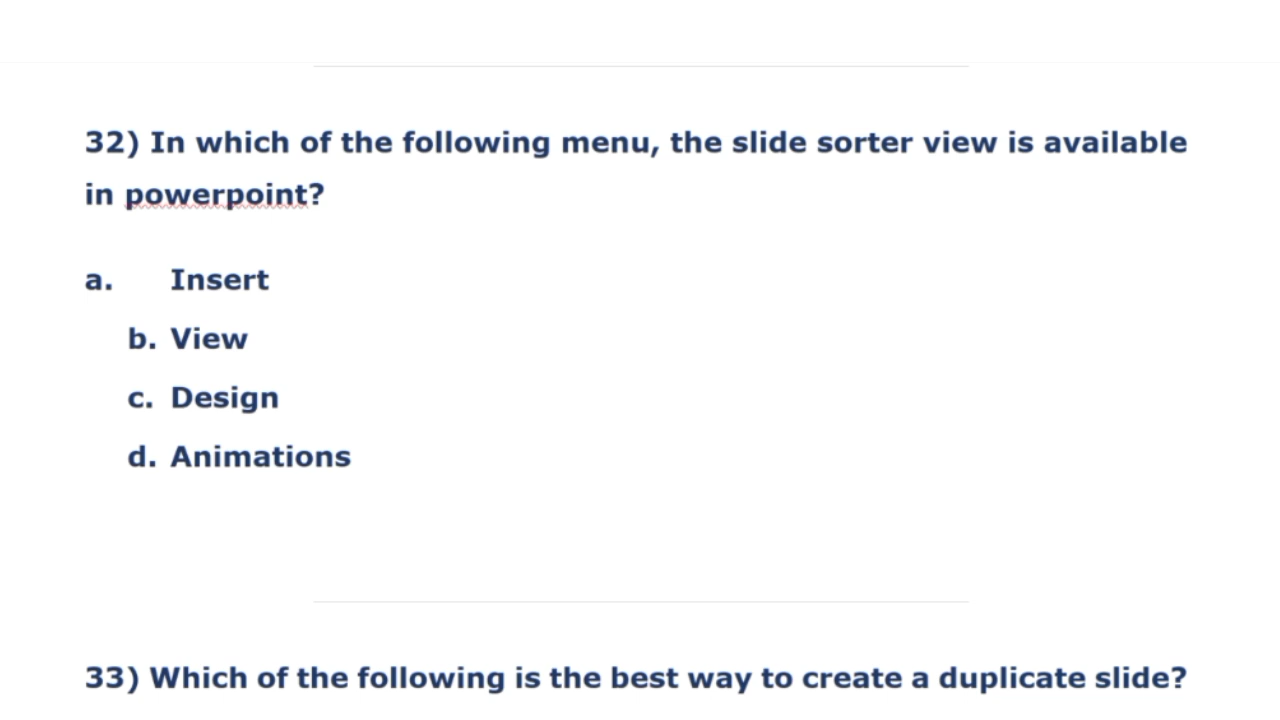 32) In which of the following menu, the slide sorter view is available
in powerpoint?
a. Insert
b. View
c. Design
d. Animations
33) Which of the following is the best way to create a duplicate slide?